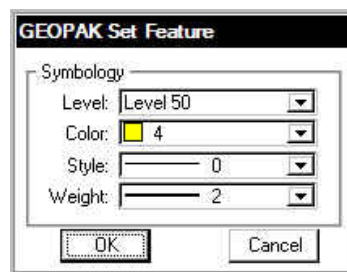 GEOPAK Set Feature
Symbology
Level: Level 50
Color: 4
Style: 0
Weight: 2
OK Cancel